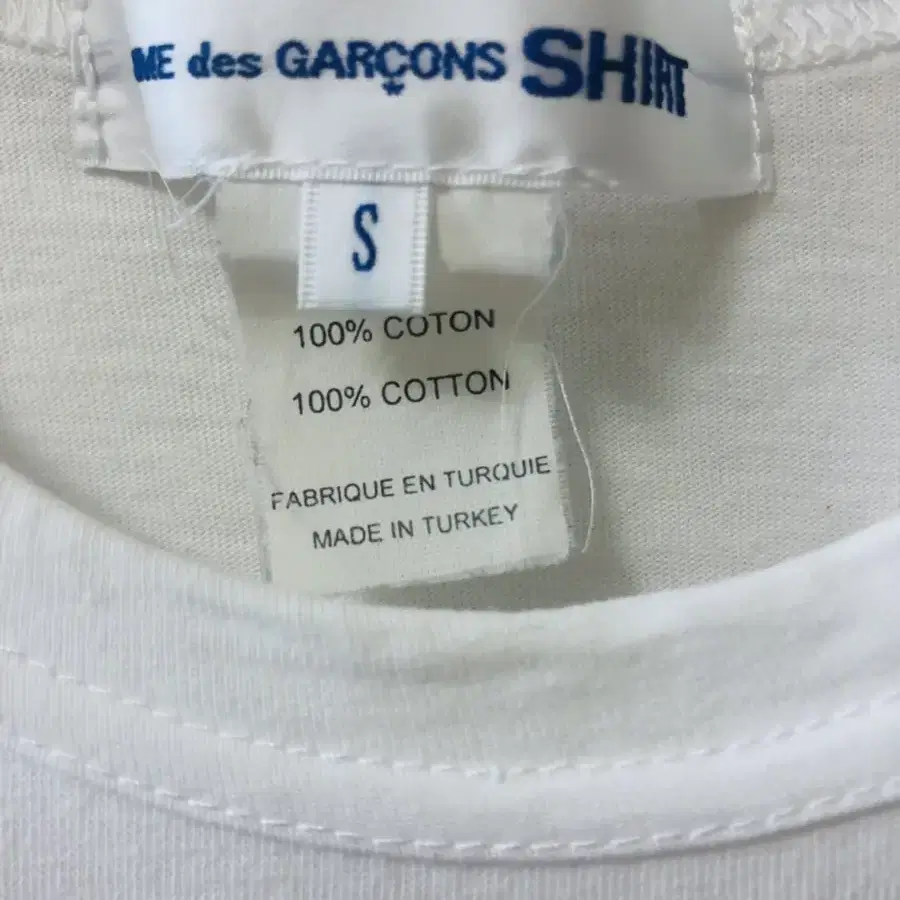 ME des GARÇONS SHIRT
S
100% COTON
100% COTTON
FABRIQUE EN TURQUIE
MADE IN TURKEY